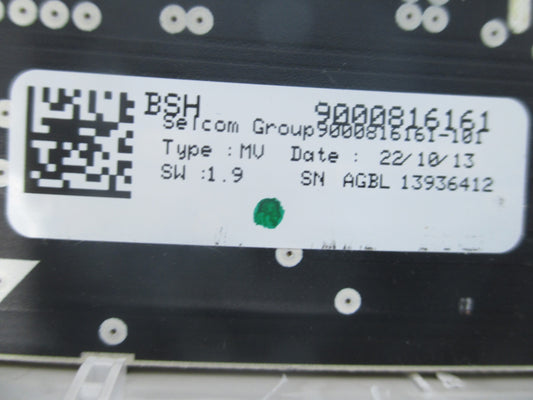 BSH 9000816161
Selcom Group9000816161-101
Type : MV Date : 22/10/13
SW :1.9 SN AGBL 13936412